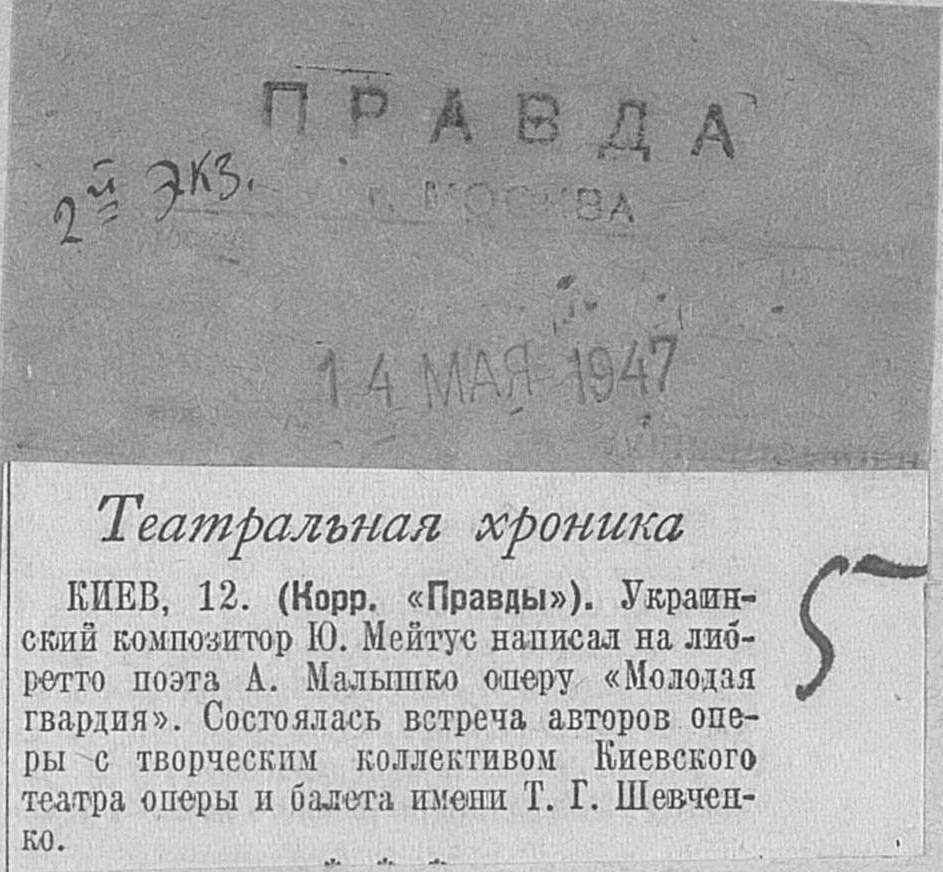 ПРАВДА
г. МОСКВА
2й экз.
14 МАЯ 1947
Театральная хроника
КИЕВ, 12. (Корр. «Правды»). Украин-
ский композитор Ю. Мейтус написал на либ-
ретто поэта А. Малышко оперу «Молодая
гвардия». Состоялась встреча авторов опе-
ры с творческим коллективом Киевского
театра оперы и балета имени Т. Г. Шевчен-
ко.
* * *
5